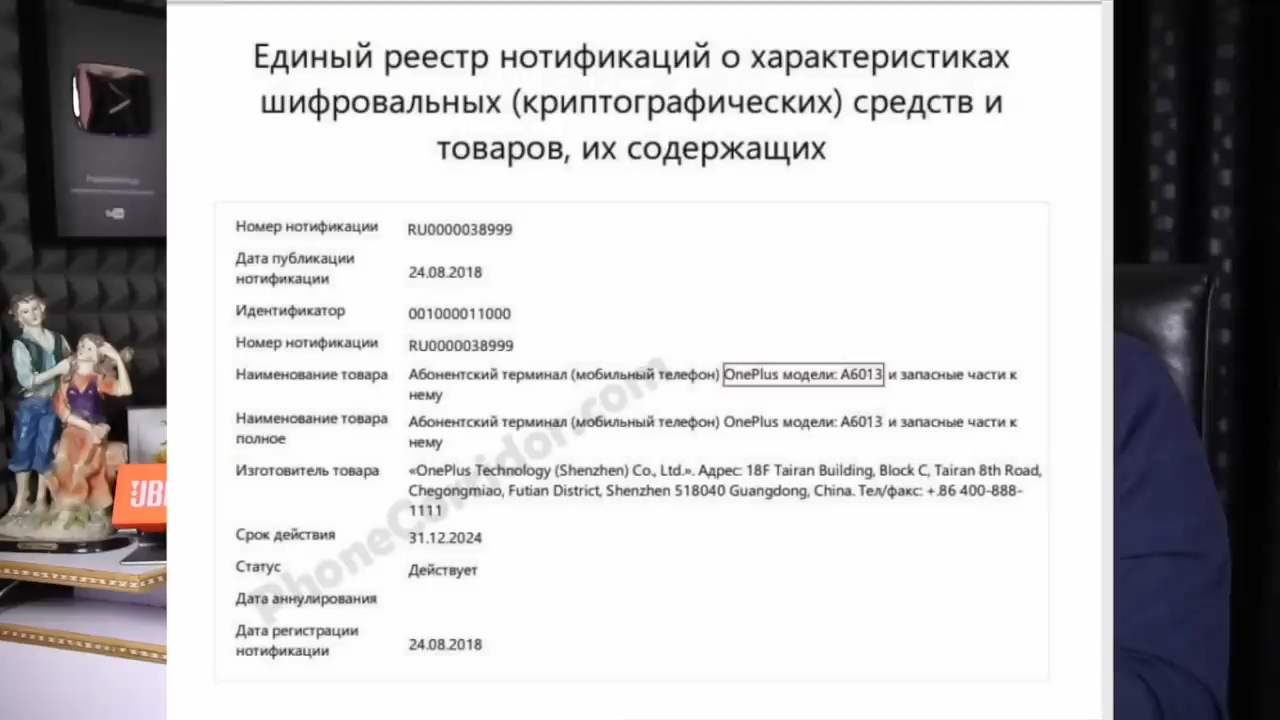 Единый реестр нотификаций о характеристиках
шифровальных (криптографических) средств и
товаров, их содержащих
Номер нотификации RU0000038999
Дата публикации
нотификации 24.08.2018
Идентификатор 001000011000
Номер нотификации RU0000038999
Наименование товара Абонентский терминал (мобильный телефон) OnePlus модели: A6013 и запасные части к
нему
Наименование товара
полное Абонентский терминал (мобильный телефон) OnePlus модели: A6013 и запасные части к
нему
Изготовитель товара «OnePlus Technology (Shenzhen) Co., Ltd.». Адрес: 18F Tairan Building, Block C, Tairan 8th Road,
Chegongmiao, Futian District, Shenzhen 518040 Guangdong, China. Тел/факс: +.86 400-888-
1111
Срок действия 31.12.2024
Статус Действует
Дата аннулирования
Дата регистрации
нотификации 24.08.2018
PhoneCorridor.com